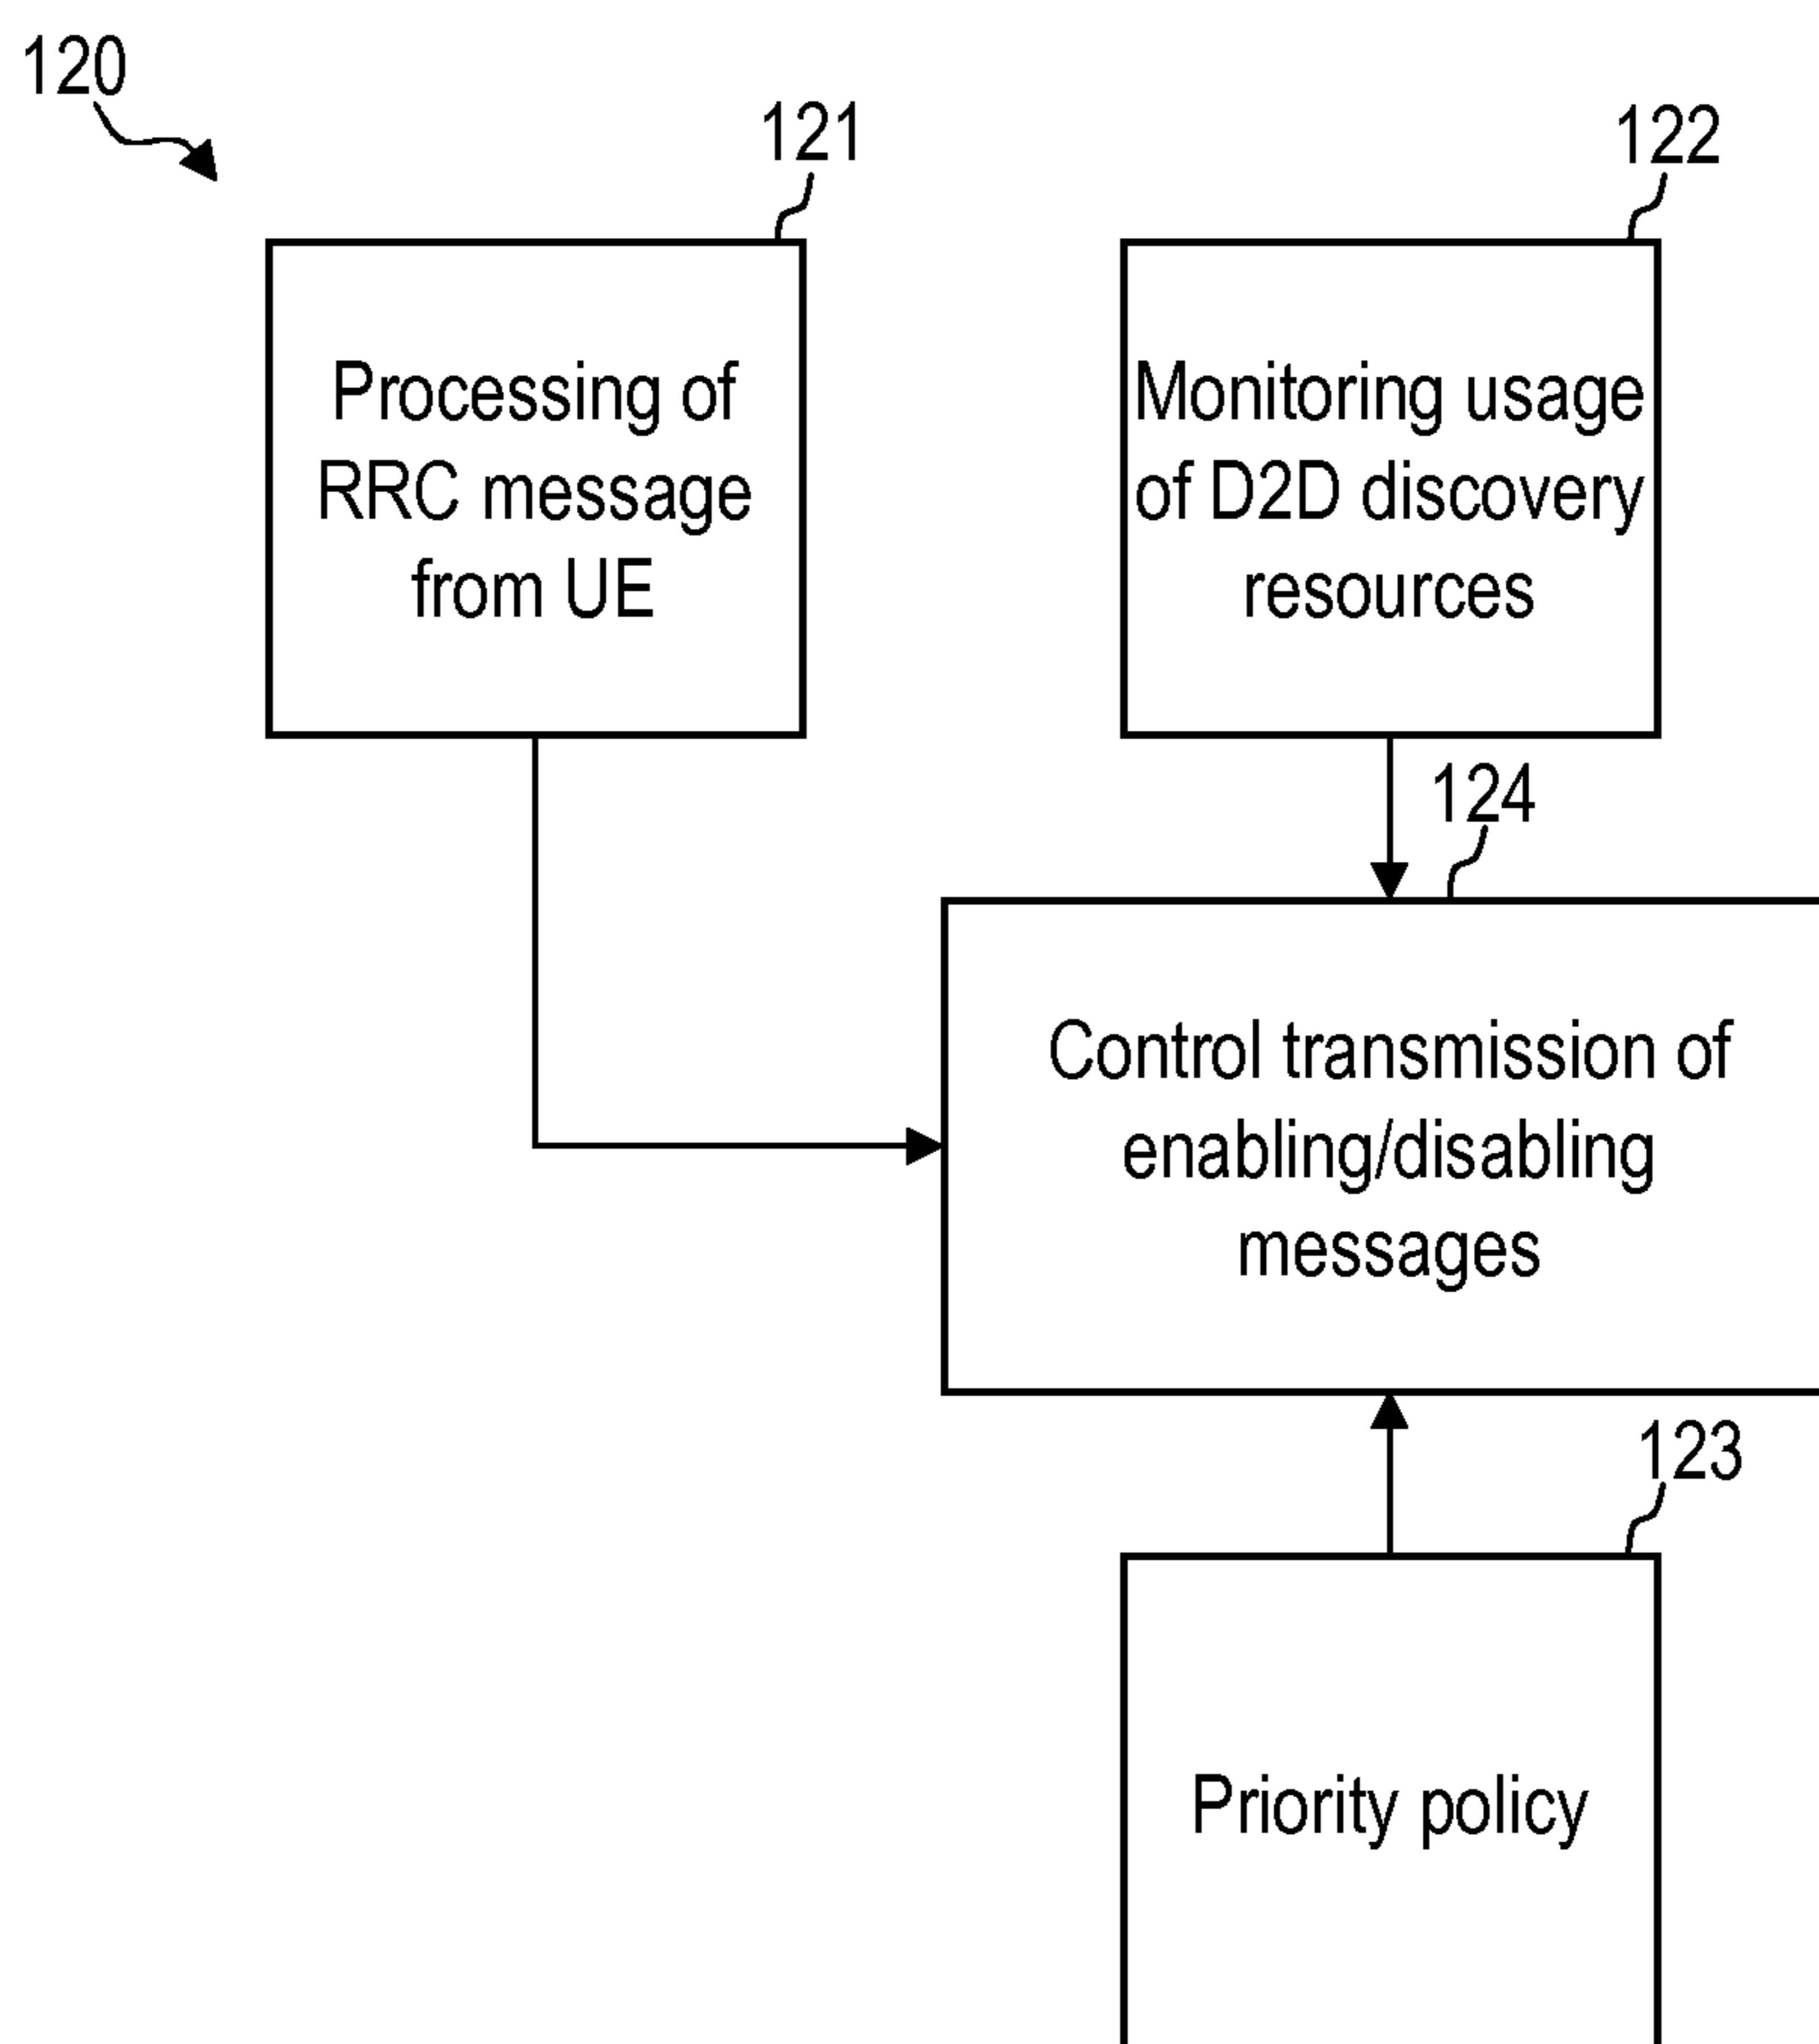 120
121
122
Processing of
RRC message
from UE
Monitoring usage
of D2D discovery
resources
124
Control transmission of
enabling/disabling
messages
123
Priority policy